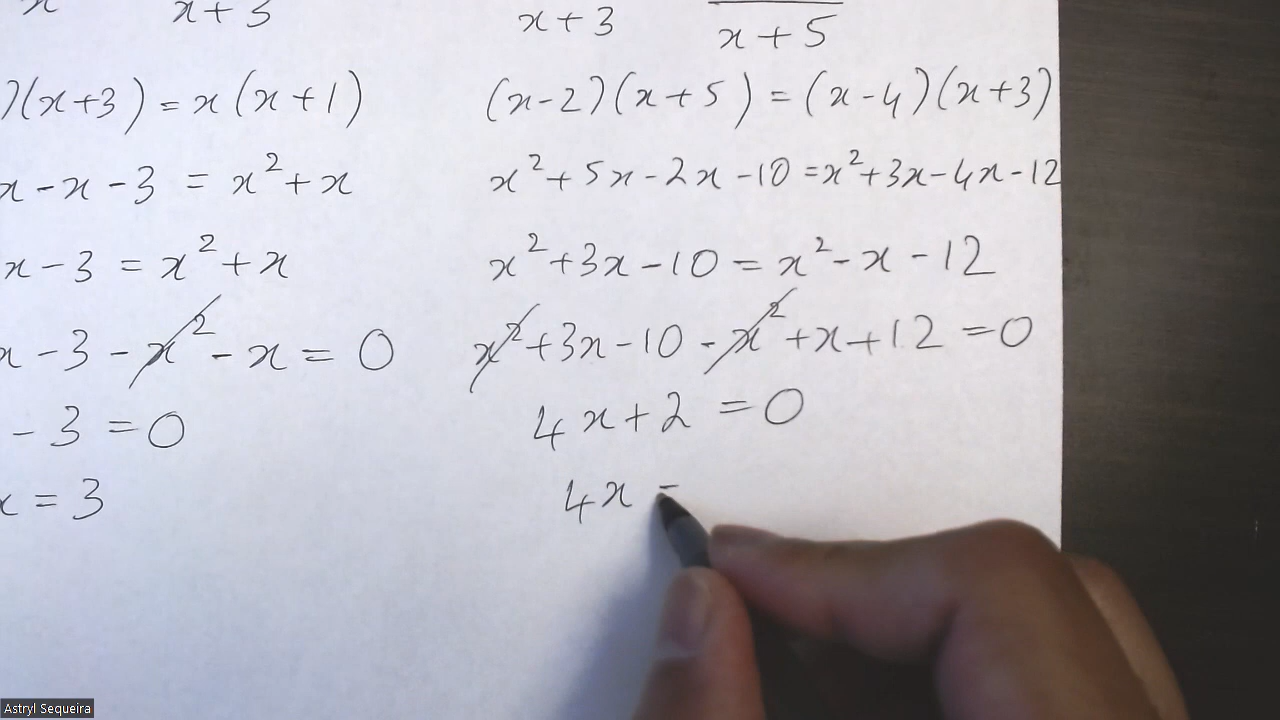 x x+3
)(x+3) = x(x+1)
x-x-3 = x²+x
x-3 = x²+x
x-3-x²-x = 0
-3 = 0
x = 3
x+3 x+5
(x-2)(x+5) = (x-4)(x+3)
x²+5x-2x-10 = x²+3x-4x-12
x²+3x-10 = x²-x-12
x²+3x-10-x²+x+12 = 0
4x+2 = 0
4x -
Astryl Sequeira